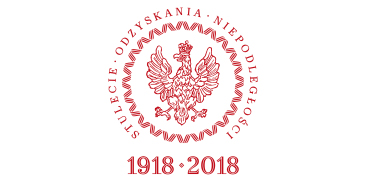 STULECIE · ODZYSKANIA · NIEPODLEGŁOŚCI
1918 · 2018